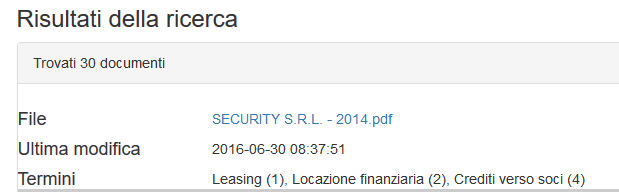 Risultati della ricerca
Trovati 30 documenti
File SECURITY S.R.L. - 2014.pdf
Ultima modifica 2016-06-30 08:37:51
Termini Leasing (1), Locazione finanziaria (2), Crediti verso soci (4)